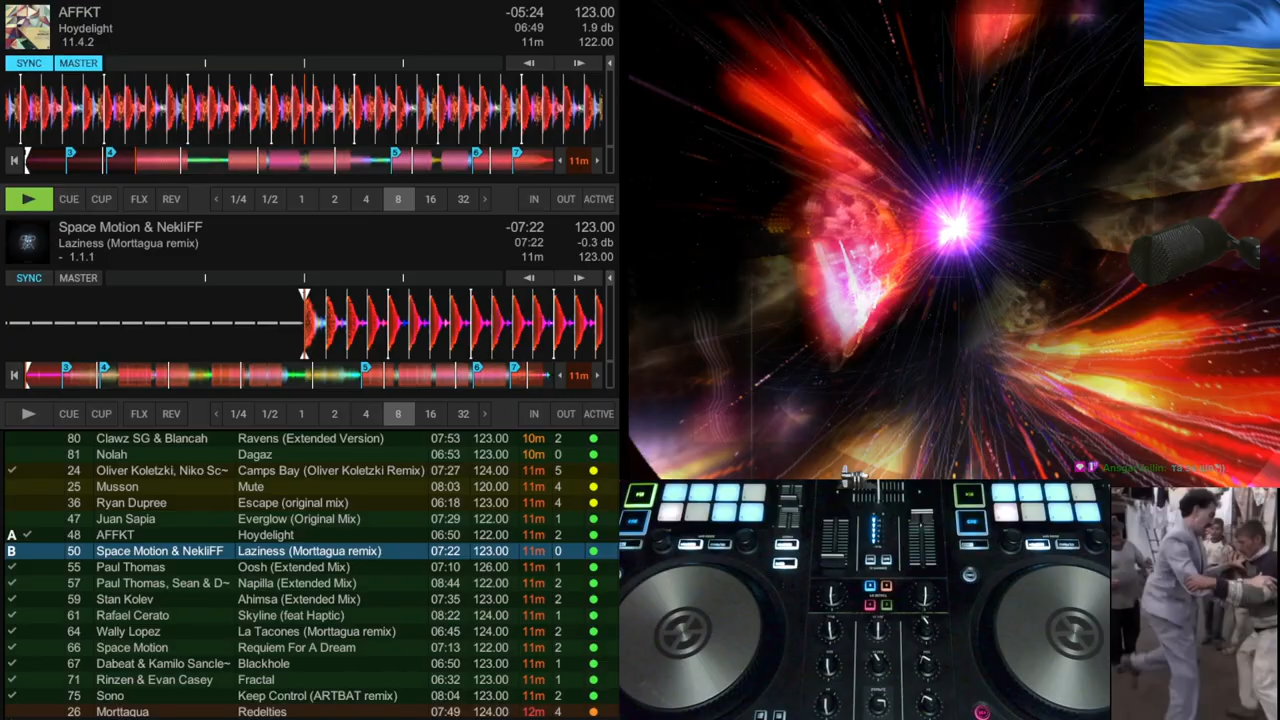 AFFKT -05:24 123.00
Hoydelight 06:49 1.9 db
11.4.2 11m 122.00
SYNC MASTER
3 4 5 6 7 11m
CUE CUP FLX REV 1/4 1/2 1 2 4 8 16 32 IN OUT ACTIVE
Space Motion & NekliFF -07:22 123.00
Laziness (Morttagua remix) 07:22 -0.3 db
- 1.1.1 11m 123.00
SYNC MASTER
3 4 5 6 7 11m
CUE CUP FLX REV 1/4 1/2 1 2 4 8 16 32 IN OUT ACTIVE
80 Clawz SG & Blancah Ravens (Extended Version) 07:53 123.00 10m 2
81 Nolah Dagaz 06:53 123.00 10m 0
24 Oliver Koletzki, Niko Sc~ Camps Bay (Oliver Koletzki Remix) 07:27 124.00 11m 5
25 Musson Mute 08:03 120.00 11m 4
36 Ryan Dupree Escape (original mix) 06:18 123.00 11m 4
47 Juan Sapia Everglow (Original Mix) 07:29 122.00 11m 1
A 48 AFFKT Hoydelight 06:50 122.00 11m 2
B 50 Space Motion & NekliFF Laziness (Morttagua remix) 07:22 123.00 11m 0
55 Paul Thomas Oosh (Extended Mix) 07:10 126.00 11m 1
57 Paul Thomas, Sean & D~ Napilla (Extended Mix) 08:44 122.00 11m 2
59 Stan Kolev Ahimsa (Extended Mix) 07:35 122.00 11m 1
61 Rafael Cerato Skyline (feat Haptic) 08:22 124.00 11m 1
64 Wally Lopez La Tacones (Morttagua remix) 06:45 124.00 11m 2
66 Space Motion Requiem For A Dream 07:13 122.00 11m 2
67 Dabeat & Kamilo Sancle~ Blackhole 06:50 123.00 11m 1
71 Rinzen & Evan Casey Fractal 06:32 123.00 11m 1
75 Sono Keep Control (ARTBAT remix) 08:04 123.00 11m 2
26 Morttagua Redelties 07:49 124.00 12m 4